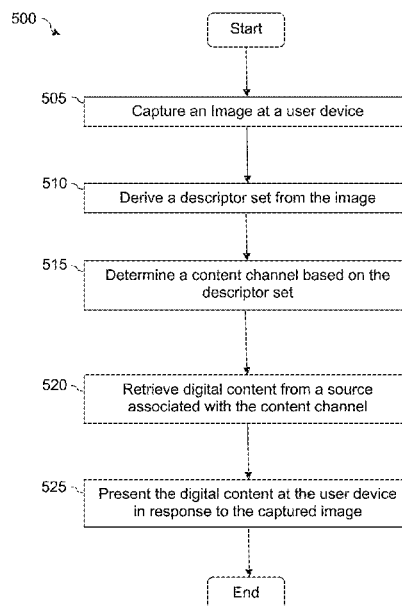 500
Start
505
Capture an Image at a user device
510
Derive a descriptor set from the image
515
Determine a content channel based on the
descriptor set
520
Retrieve digital content from a source
associated with the content channel
525
Present the digital content at the user device
in response to the captured image
End